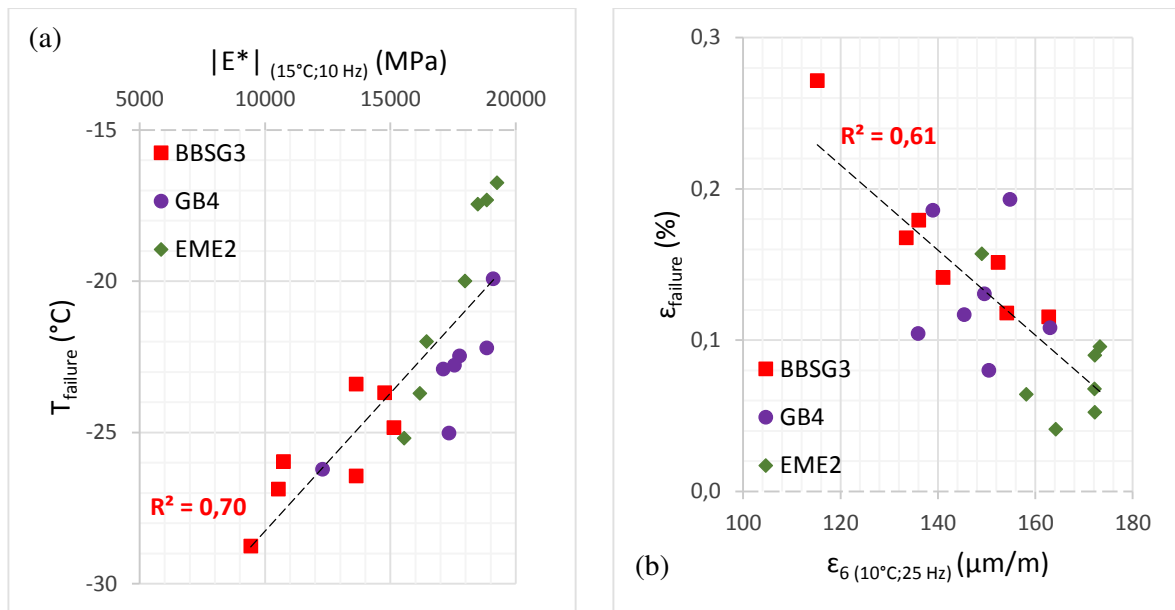 (a)
|E*| (15°C;10 Hz) (MPa)
5000 10000 15000 20000
-15
-20
-25
-30
T failure (°C)
BBSG3
GB4
EME2
R² = 0,70
0,3
0,2
0,1
0,0
ε failure (%)
R² = 0,61
BBSG3
GB4
EME2
100 120 140 160 180
(b)
ε6 (10°C;25 Hz) (µm/m)